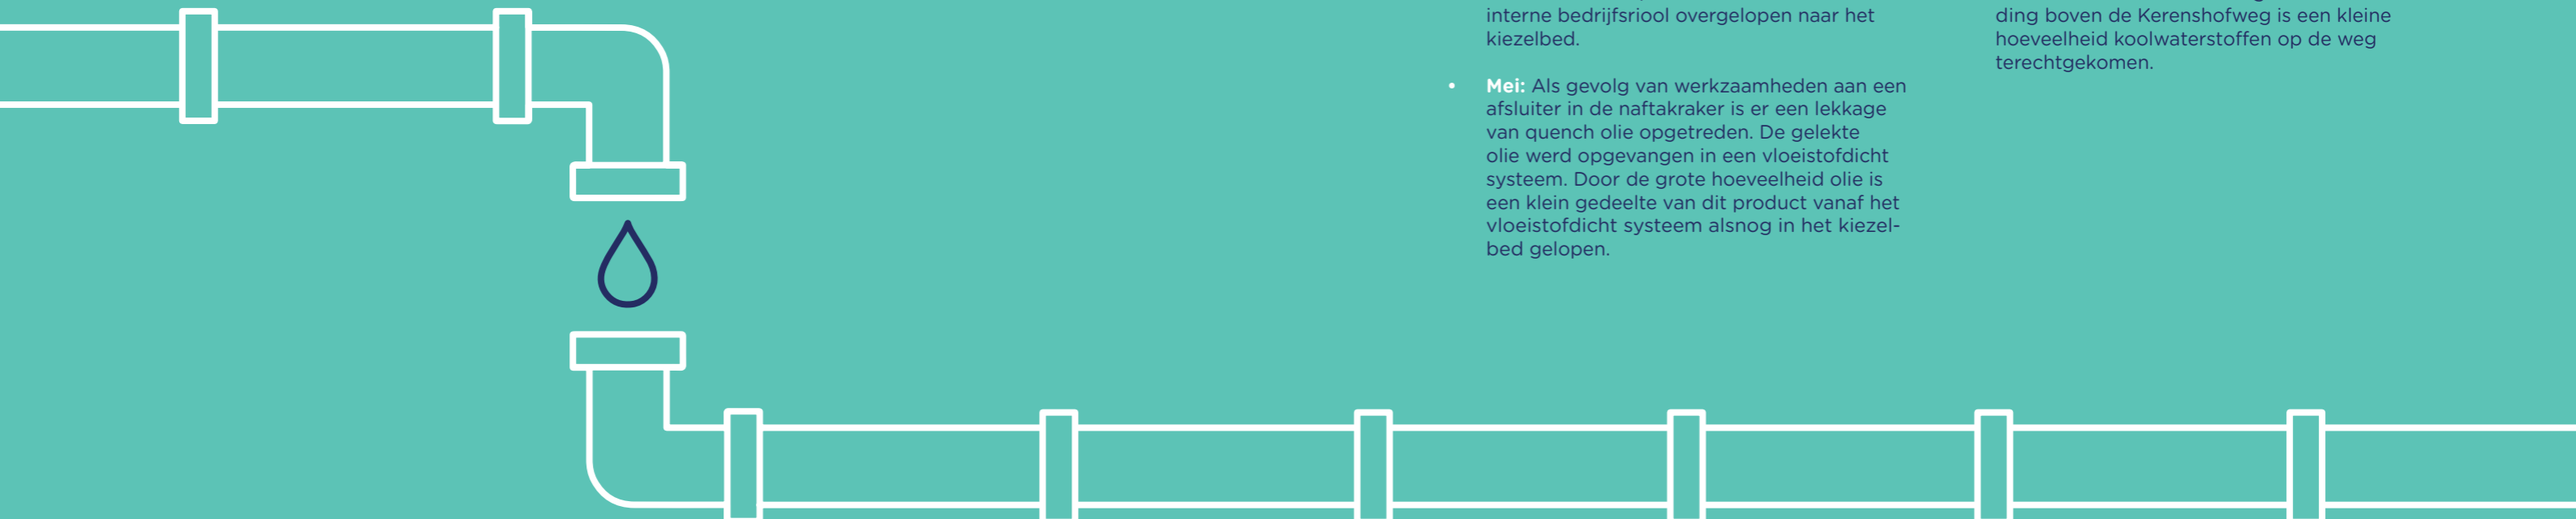 interne bedrijfsriool overgelopen naar het
kiezelbed.
• Mei: Als gevolg van werkzaamheden aan een
afsluiter in de naftakraker is er een lekkage
van quench olie opgetreden. De gelekte
olie werd opgevangen in een vloeistofdicht
systeem. Door de grote hoeveelheid olie is
een klein gedeelte van dit product vanaf het
vloeistofdicht systeem alsnog in het kiezel-
bed gelopen.
ding boven de Kerenshofweg is een kleine
hoeveelheid koolwaterstoffen op de weg
terechtgekomen.